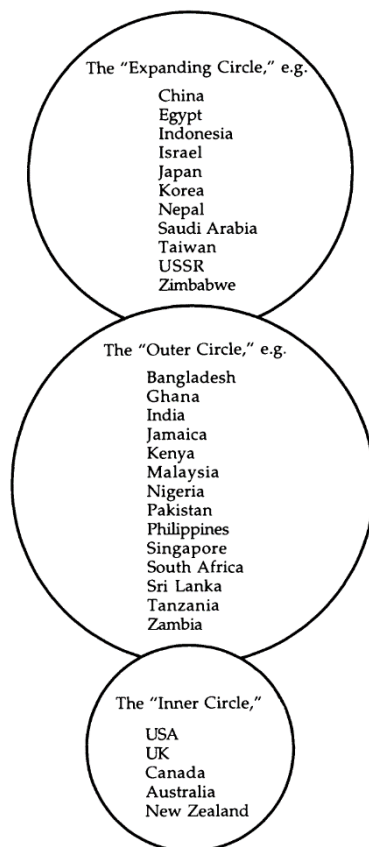 The "Expanding Circle," e.g.
China
Egypt
Indonesia
Israel
Japan
Korea
Nepal
Saudi Arabia
Taiwan
USSR
Zimbabwe
The "Outer Circle," e.g.
Bangladesh
Ghana
India
Jamaica
Kenya
Malaysia
Nigeria
Pakistan
Philippines
Singapore
South Africa
Sri Lanka
Tanzania
Zambia
The "Inner Circle,"
USA
UK
Canada
Australia
New Zealand